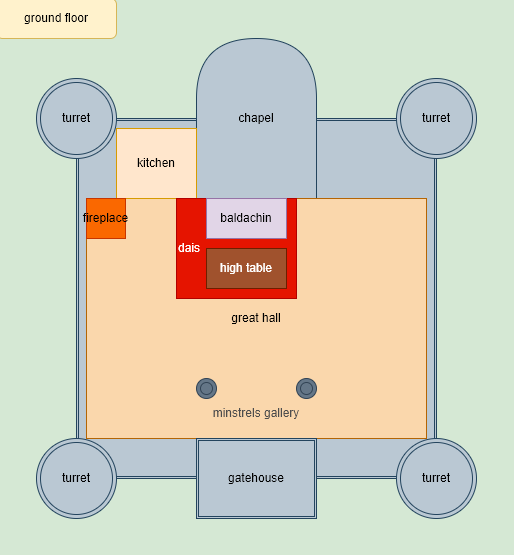 ground floor
turret
chapel
turret
kitchen
fireplace
baldachin
dais
high table
great hall
minstrels gallery
turret
gatehouse
turret